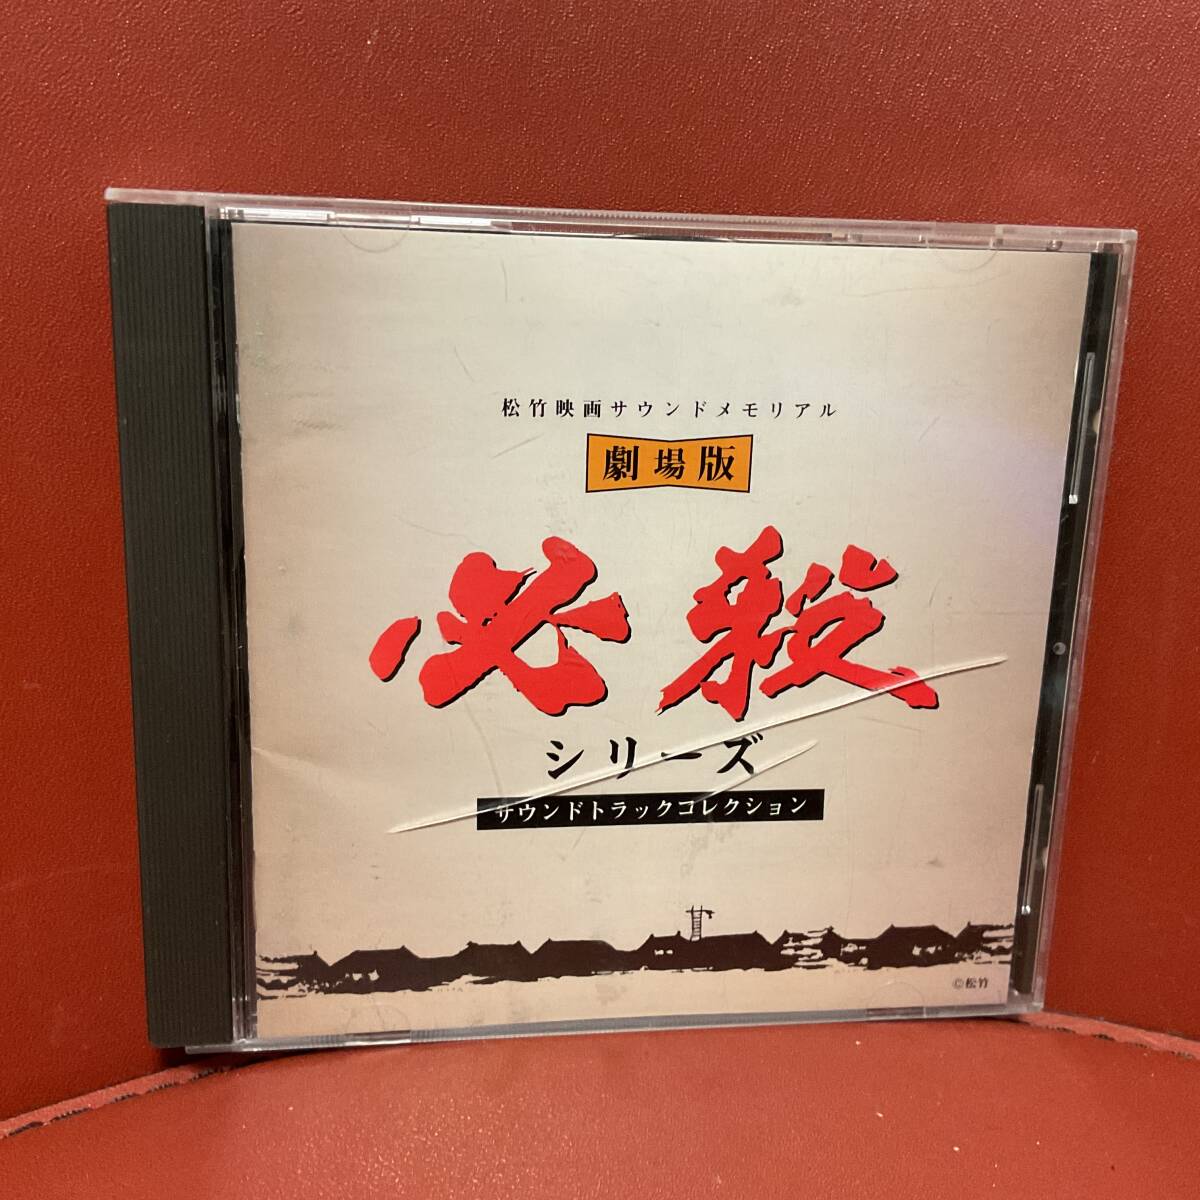 松竹映画サウンドメモリアル
劇場版
必殺
シリーズ
サウンドトラックコレクション
©松竹